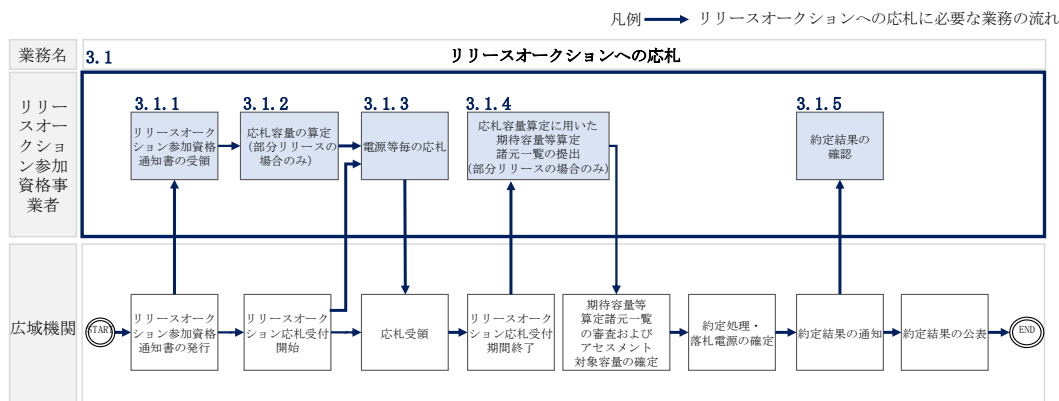 凡例 リリースオークションへの応札に必要な業務の流れ
業務名
3.1
リリースオークションへの応札
リリー
スオー
クショ
ン参加
資格事
業者
3.1.1
リリースオーク
ション参加資格
通知書の受領
3.1.2
応札容量の算定
(部分リリースの
場合のみ)
3.1.3
電源等毎の応札
3.1.4
応札容量算定に用いた
期待容量等算定
諸元一覧の提出
(部分リリースの場合のみ)
3.1.5
約定結果の
確認
広域機関
START
リリースオーク
ション参加資格
通知書の発行
リリースオーク
ション応札受付
開始
応札受領
リリースオーク
ション応札受付
期間終了
期待容量等
算定諸元一覧
の審査および
アセスメント
対象容量の確定
約定処理・
落札電源の確定
約定結果の通知
約定結果の公表
END